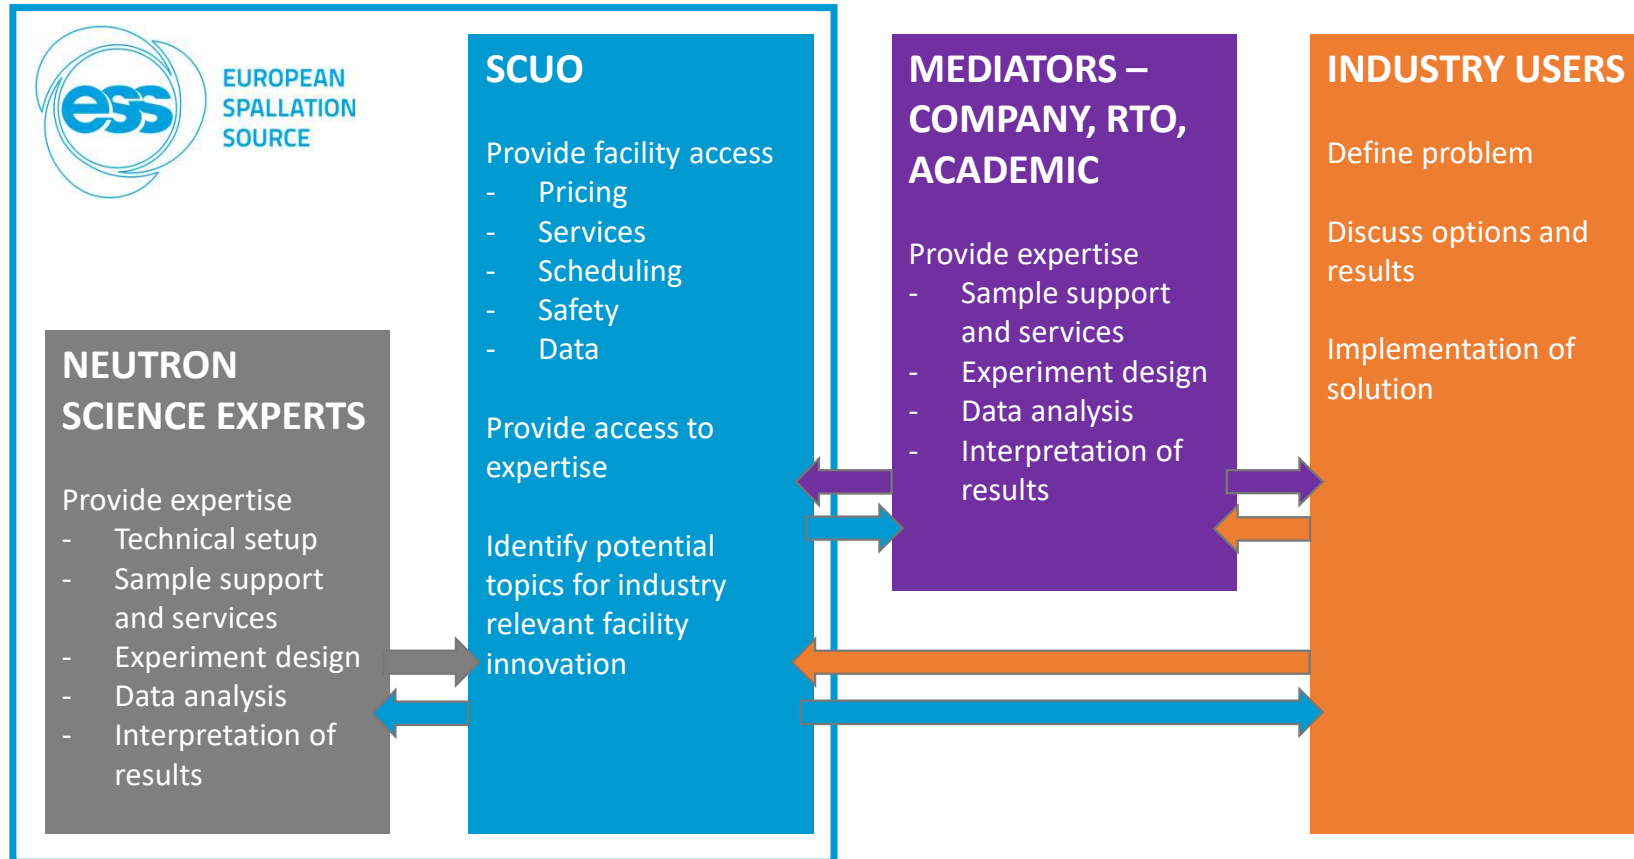 ess
EUROPEAN
SPALLATION
SOURCE
NEUTRON
SCIENCE EXPERTS
Provide expertise
- Technical setup
- Sample support
and services
- Experiment design
- Data analysis
- Interpretation of
results
SCUO
Provide facility access
- Pricing
- Services
- Scheduling
- Safety
- Data
Provide access to
expertise
Identify potential
topics for industry
relevant facility
innovation
MEDIATORS –
COMPANY, RTO,
ACADEMIC
Provide expertise
- Sample support
and services
- Experiment design
- Data analysis
- Interpretation of
results
INDUSTRY USERS
Define problem
Discuss options and
results
Implementation of
solution